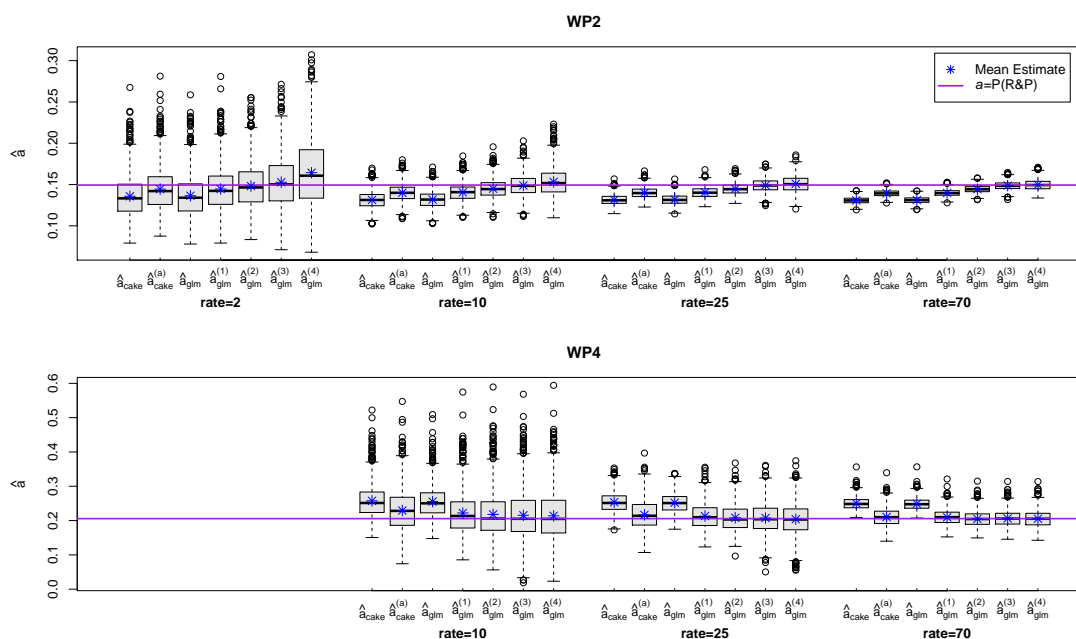 WP2
â
0.10 0.15 0.20 0.30
Mean Estimate
a=P(R&P)
â_cake â_cake^(a) â_glm â_glm^(1) â_glm^(2) â_glm^(3) â_glm^(4) â_cake â_cake^(a) â_glm â_glm^(1) â_glm^(2) â_glm^(3) â_glm^(4) â_cake â_cake^(a) â_glm â_glm^(1) â_glm^(2) â_glm^(3) â_glm^(4) â_cake â_cake^(a) â_glm â_glm^(1) â_glm^(2) â_glm^(3) â_glm^(4)
rate=2 rate=10 rate=25 rate=70
WP4
â
0.0 0.1 0.2 0.3 0.4 0.5 0.6
â_cake â_cake^(a) â_glm â_glm^(1) â_glm^(2) â_glm^(3) â_glm^(4) â_cake â_cake^(a) â_glm â_glm^(1) â_glm^(2) â_glm^(3) â_glm^(4) â_cake â_cake^(a) â_glm â_glm^(1) â_glm^(2) â_glm^(3) â_glm^(4)
rate=10 rate=25 rate=70